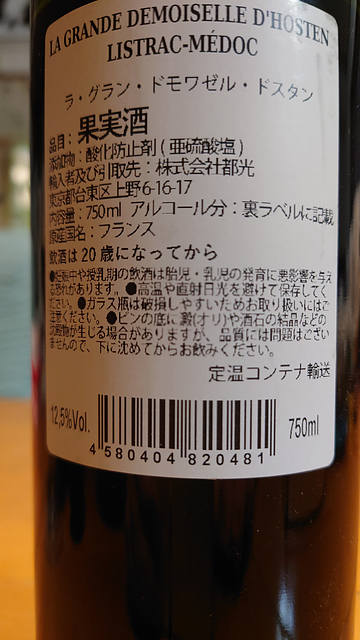 LA GRANDE DEMOISELLE D'HOSTEN
LISTRAC-MÉDOC
ラ・グラン・ドモワゼル・ドスタン
品目：果実酒
添加物：酸化防止剤(亜硫酸塩)
輸入者及び引取先：株式会社都光
東京都台東区上野6-16-17
内容量：750ml アルコール分：裏ラベルに記載
原産国名：フランス
飲酒は20歳になってから
●妊娠中や授乳期の飲酒は胎児・乳児の発育に悪影響を与え
る恐れがあります。●高温や直射日光を避けて保存してく
ださい。●ガラス瓶は破損しやすいためお取り扱いにはご
注意ください。●ビンの底に澱(オリ)や酒石の結晶などの
沈殿物が生じる場合がありますが、品質には問題はござい
ませんので、下に沈めてからお飲みください。
定温コンテナ輸送
12,5%Vol.
750ml
4 580404 820481